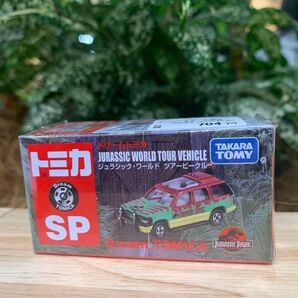 トミカ
Dream TOMICA
SP
ドリームトミカ
JURASSIC WORLD TOUR VEHICLE
ジュラシック・ワールド ツアービークル
TAKARA TOMY
Dream TOMICA
JURASSIC PARK